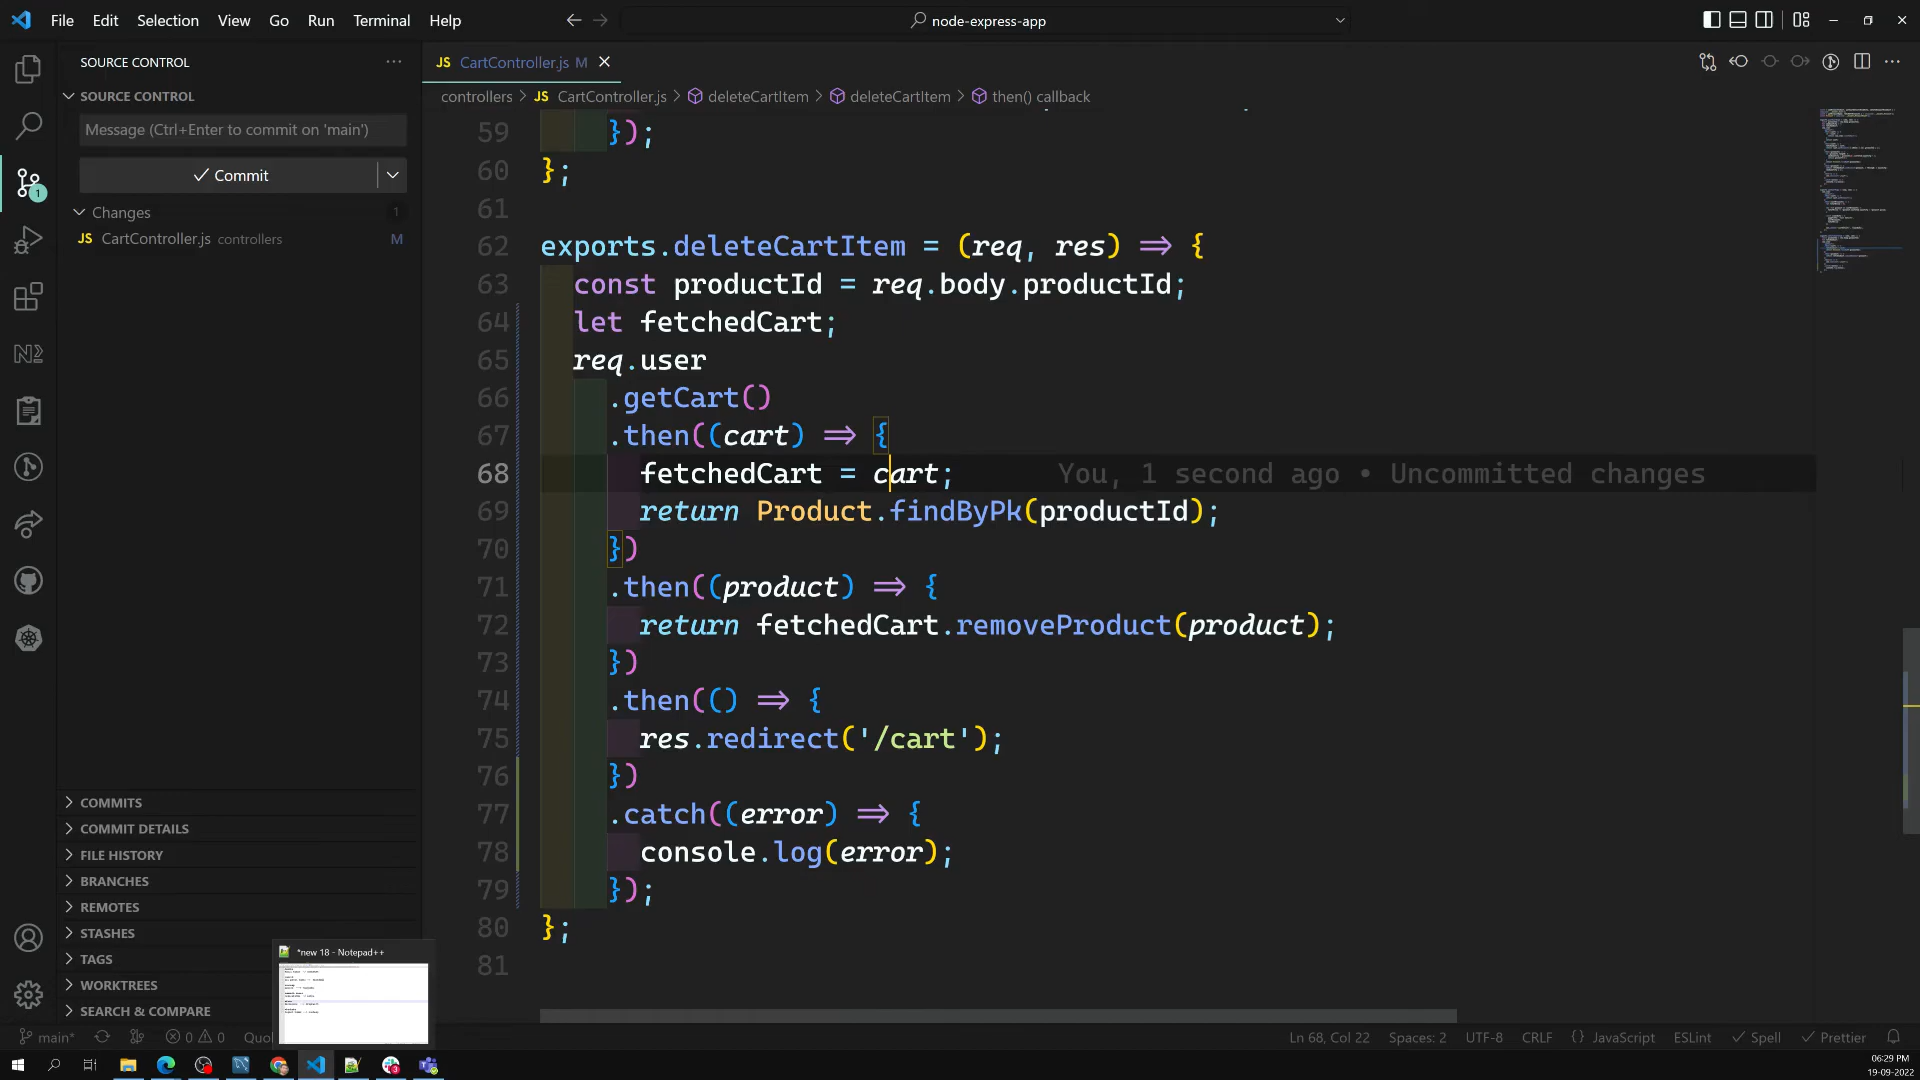 File Edit Selection View Go Run Terminal Help
node-express-app
SOURCE CONTROL
SOURCE CONTROL
Message (Ctrl+Enter to commit on 'main')
Commit
Changes 1
JS CartController.js controllers M
COMMITS
COMMIT DETAILS
FILE HISTORY
BRANCHES
REMOTES
STASHES
TAGS
WORKTREES
SEARCH & COMPARE
1
N
JS CartController.js M
controllers > JS CartController.js > deleteCartItem > deleteCartItem > then() callback
59 });
60 };
61
62 exports.deleteCartItem = (req, res) => {
63 const productId = req.body.productId;
64 let fetchedCart;
65 req.user
66 .getCart()
67 .then((cart) => {
68 fetchedCart = cart; You, 1 second ago • Uncommitted changes
69 return Product.findByPk(productId);
70 })
71 .then((product) => {
72 return fetchedCart.removeProduct(product);
73 })
74 .then(() => {
75 res.redirect('/cart');
76 })
77 .catch((error) => {
78 console.log(error);
79 });
80 };
81
*new 18 - Notepad++
main* 0 0 Quo
Ln 68, Col 22 Spaces: 2 UTF-8 CRLF {} JavaScript ESLint Spell Prettier
06:29 PM
19-09-2022